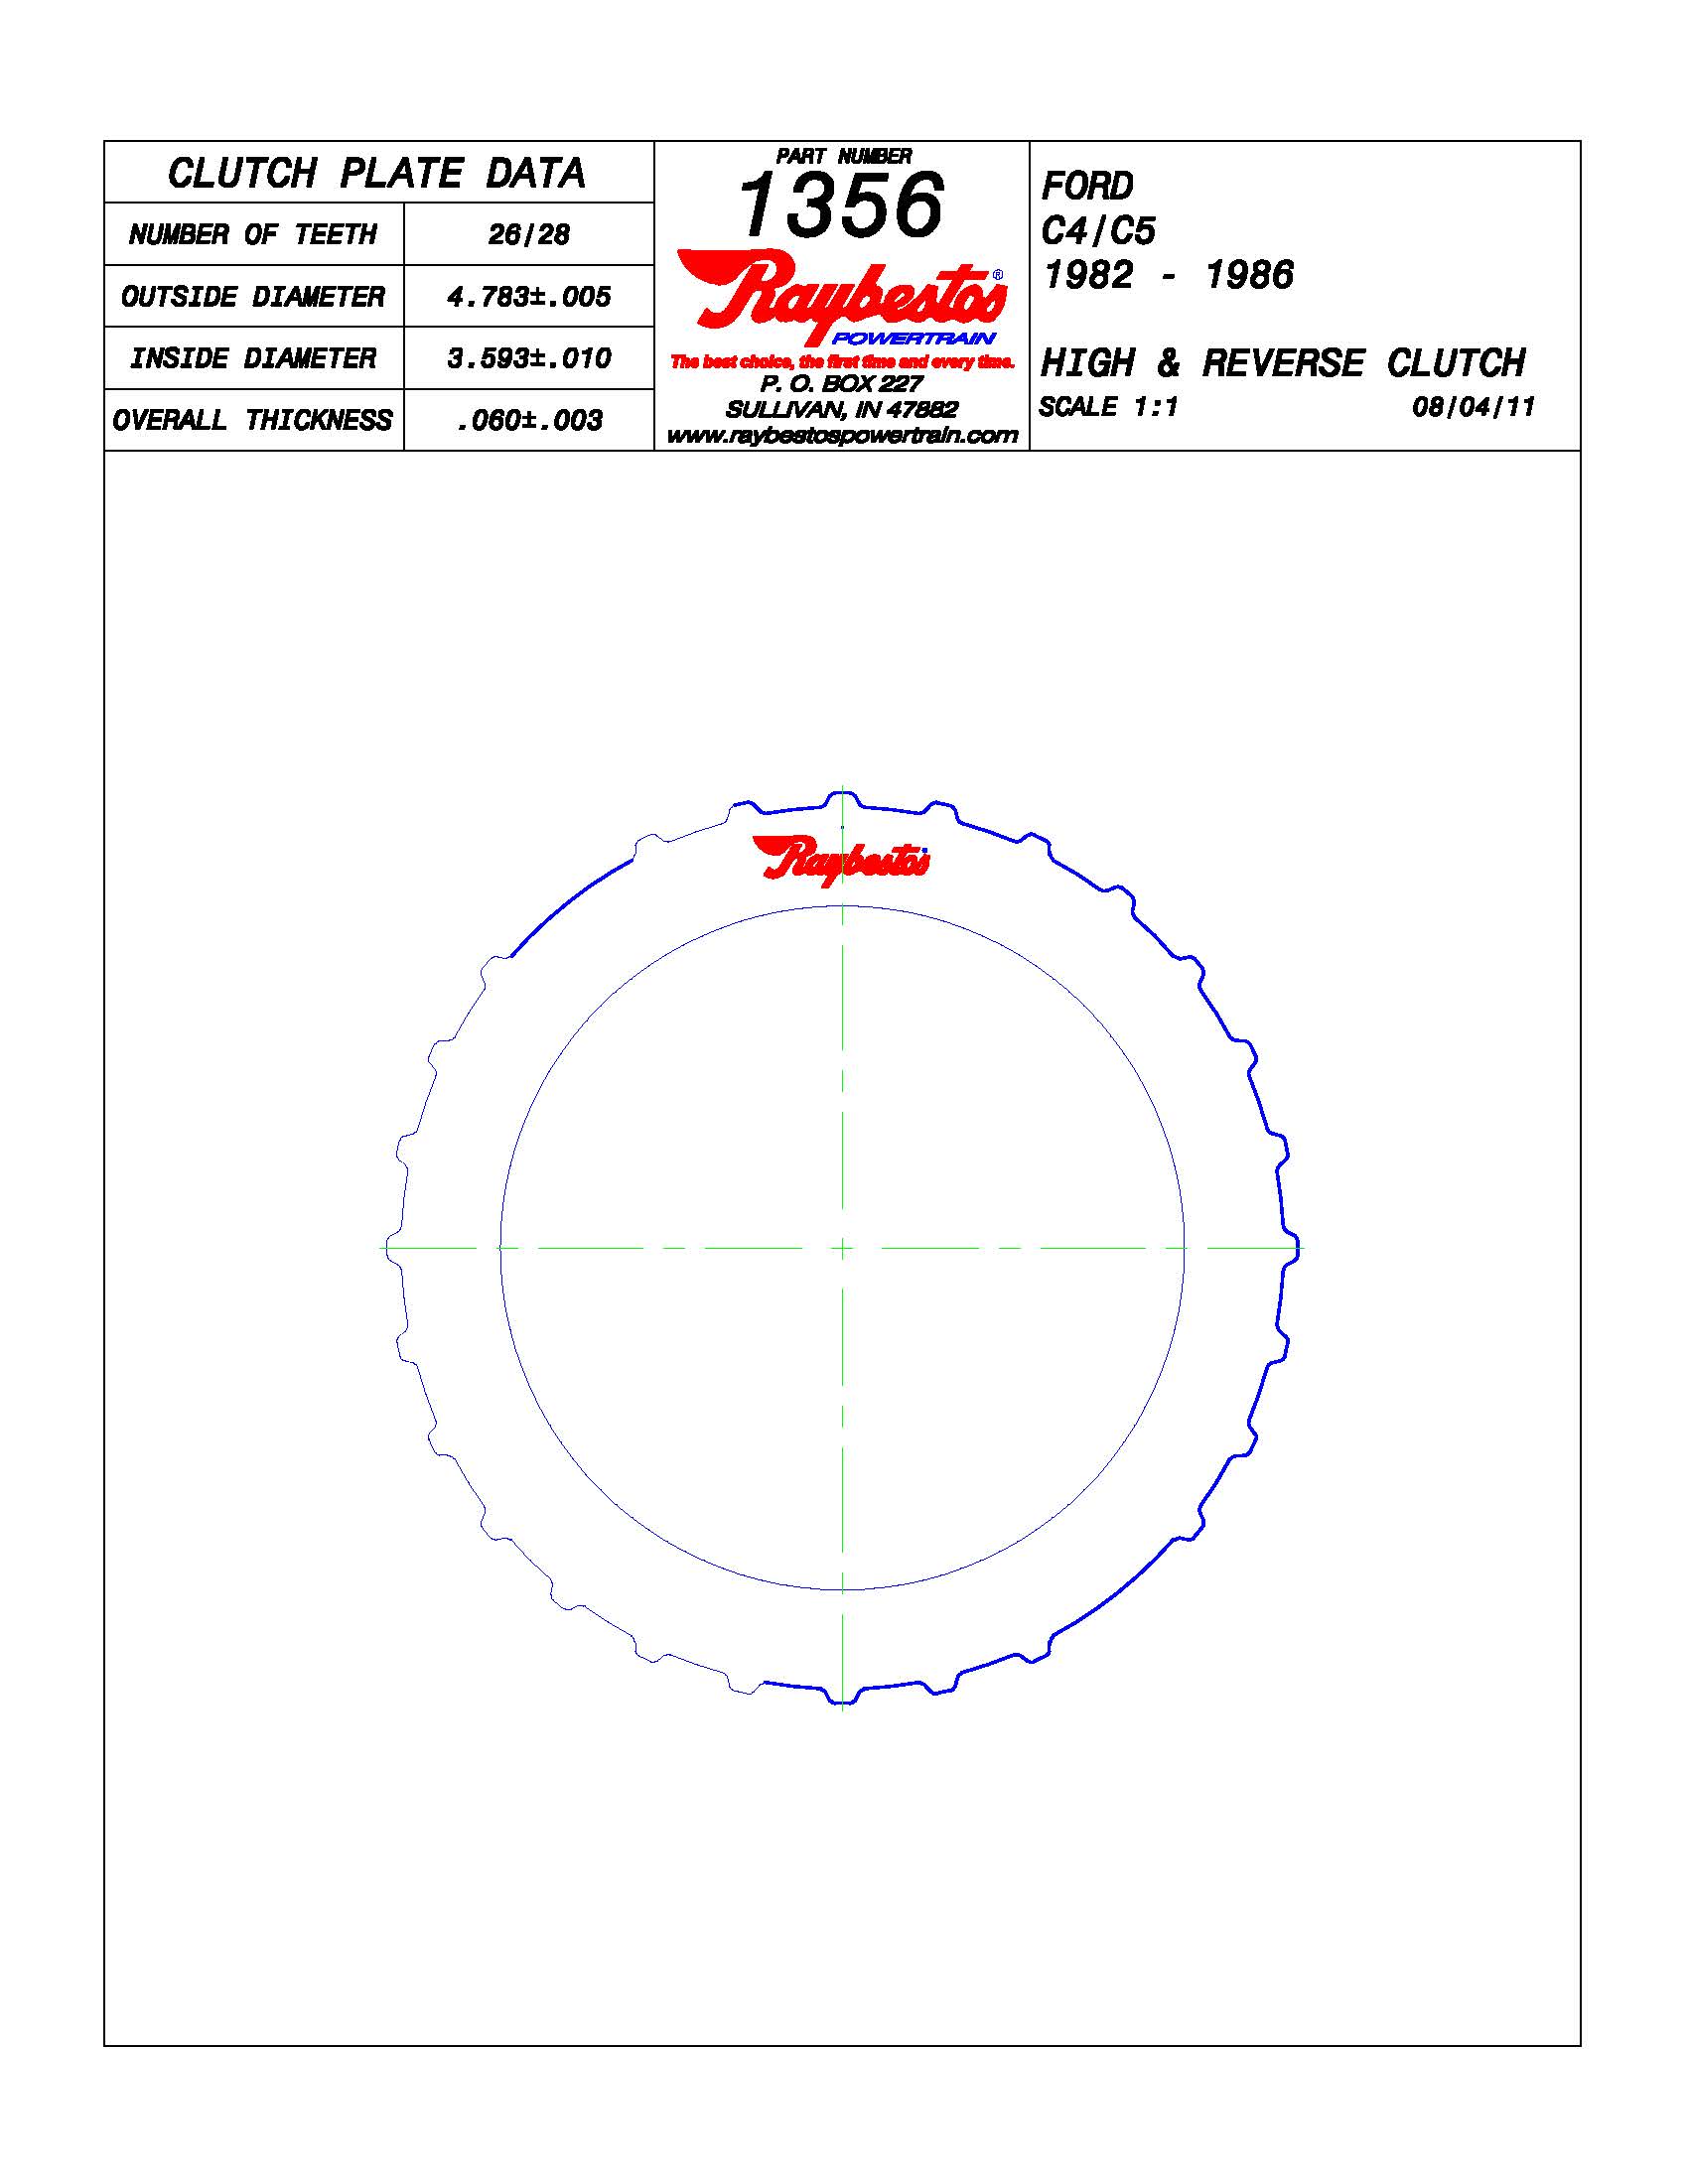 CLUTCH PLATE DATA
NUMBER OF TEETH 26/28
OUTSIDE DIAMETER 4.783±.005
INSIDE DIAMETER 3.593±.010
OVERALL THICKNESS .060±.003
PART NUMBER
1356
Raybestos®
POWERTRAIN
The best choice, the first time and every time.
P. O. BOX 227
SULLIVAN, IN 47882
www.raybestospowertrain.com
FORD
C4/C5
1982 - 1986
HIGH & REVERSE CLUTCH
SCALE 1:1 08/04/11
Raybestos